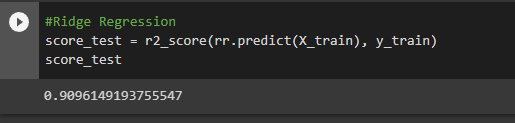 #Ridge Regression
score_test = r2_score(rr.predict(X_train), y_train)
score_test
0.9096149193755547